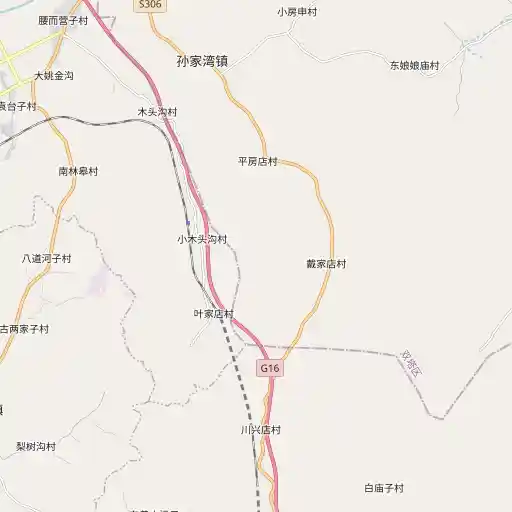 S306
小房申村
腰而营子村
孙家湾镇
东娘娘庙村
大姚金沟
袁台子村
木头沟村
平房店村
南林皋村
小木头沟村
八道河子村
戴家店村
叶家店村
古两家子村
双塔区
G16
镇
川兴店村
梨树沟村
白庙子村